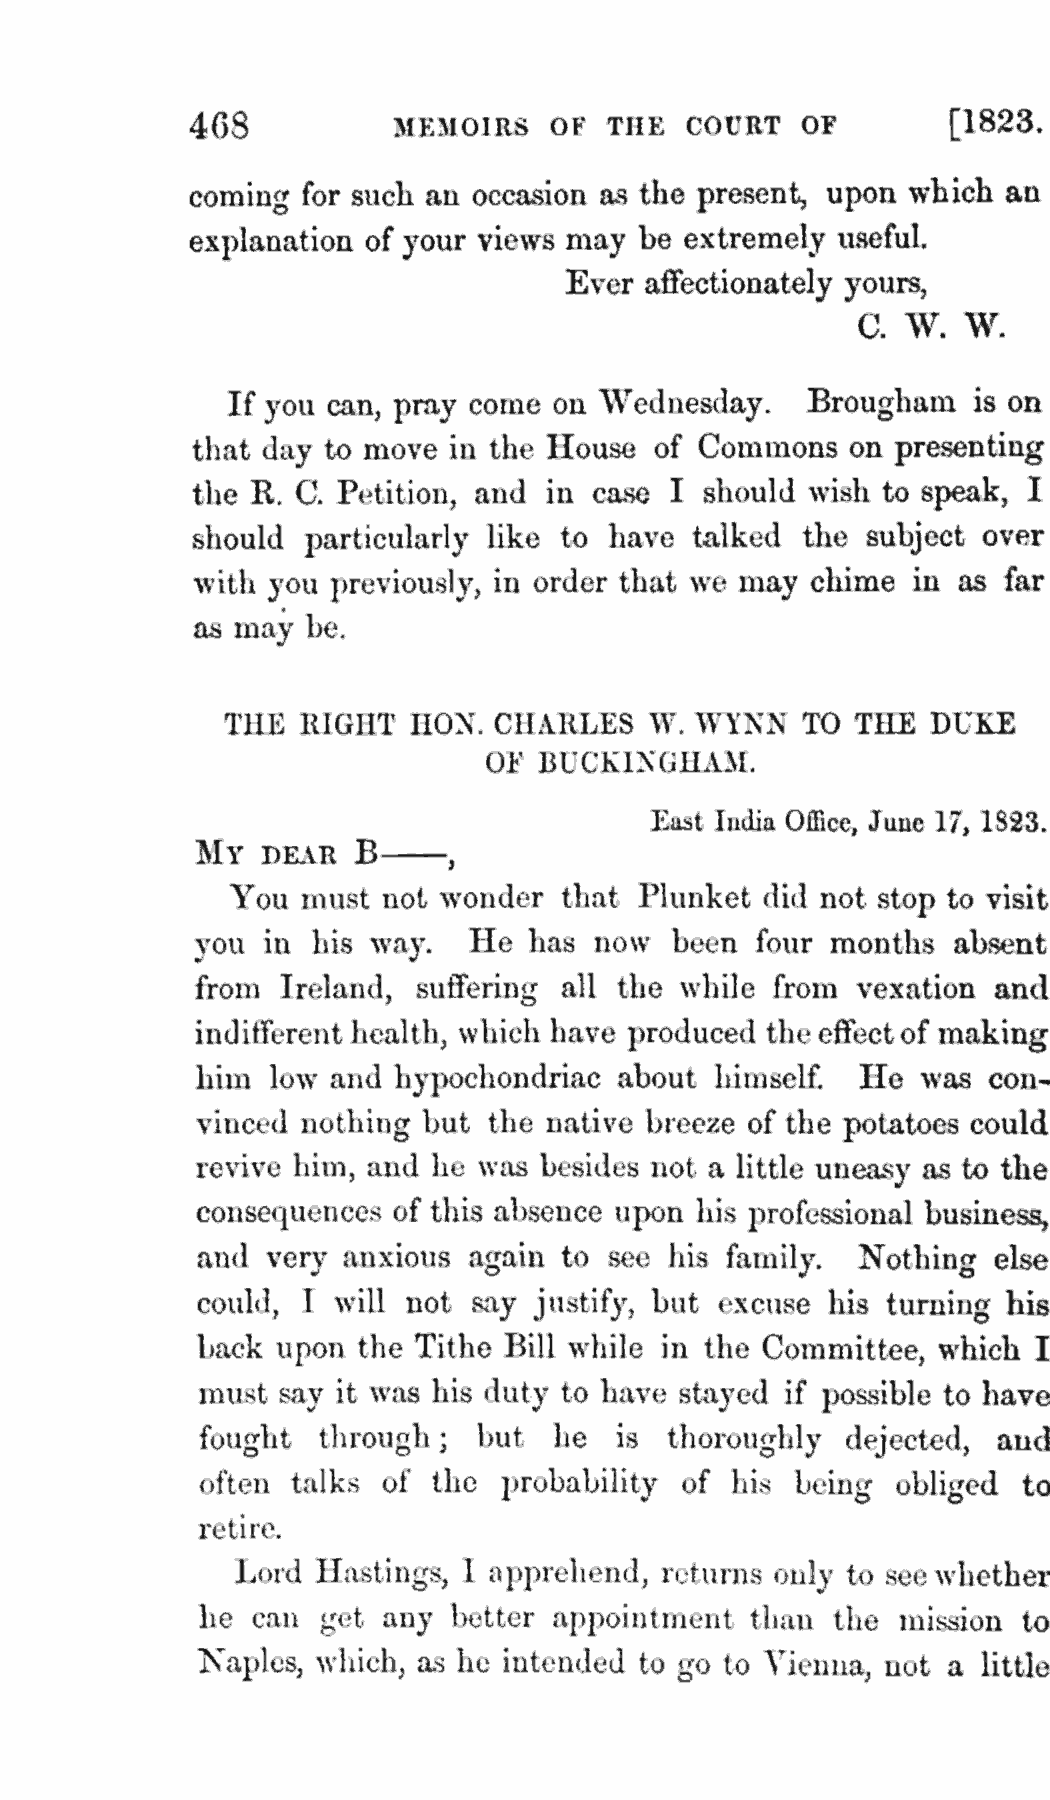 468 MEMOIRS OF THE COURT OF [1823.
coming for such an occasion as the present, upon which an
explanation of your views may be extremely useful.
Ever affectionately yours,
C. W. W.
If you can, pray come on Wednesday. Brougham is on
that day to move in the House of Commons on presenting
the R. C. Petition, and in case I should wish to speak, I
should particularly like to have talked the subject over
with you previously, in order that we may chime in as far
as may be.
THE RIGHT HON. CHARLES W. WYNN TO THE DUKE
OF BUCKINGHAM.
East India Office, June 17, 1823.
MY DEAR B——,
You must not wonder that Plunket did not stop to visit
you in his way. He has now been four months absent
from Ireland, suffering all the while from vexation and
indifferent health, which have produced the effect of making
him low and hypochondriac about himself. He was con-
vinced nothing but the native breeze of the potatoes could
revive him, and he was besides not a little uneasy as to the
consequences of this absence upon his professional business,
and very anxious again to see his family. Nothing else
could, I will not say justify, but excuse his turning his
back upon the Tithe Bill while in the Committee, which I
must say it was his duty to have stayed if possible to have
fought through; but he is thoroughly dejected, and
often talks of the probability of his being obliged to
retire.
Lord Hastings, I apprehend, returns only to see whether
he can get any better appointment than the mission to
Naples, which, as he intended to go to Vienna, not a little